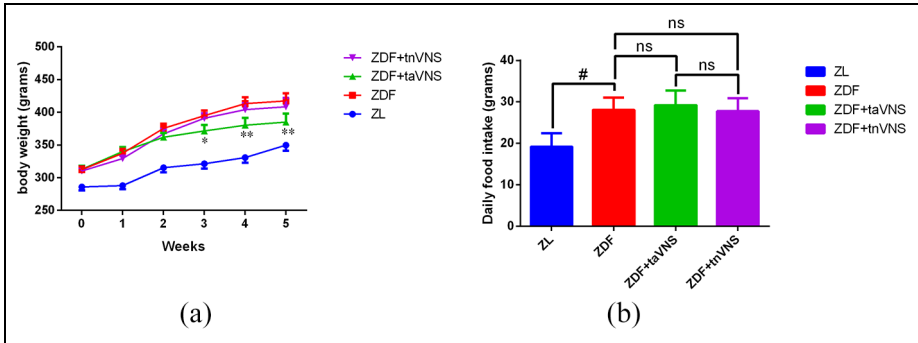 body weight (grams)
500
450
400
350
300
250
0 1 2 3 4 5
Weeks
* ** **
ZDF+tnVNS
ZDF+taVNS
ZDF
ZL
(a)
Daily food intake (grams)
40
30
20
10
0
# ns ns ns
ZL ZDF ZDF+taVNS ZDF+tnVNS
ZL
ZDF
ZDF+taVNS
ZDF+tnVNS
(b)